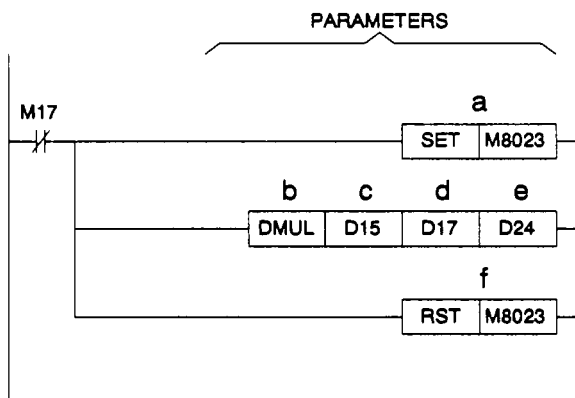 PARAMETERS
M17
a
SET M8023
b c d e
DMUL D15 D17 D24
f
RST M8023